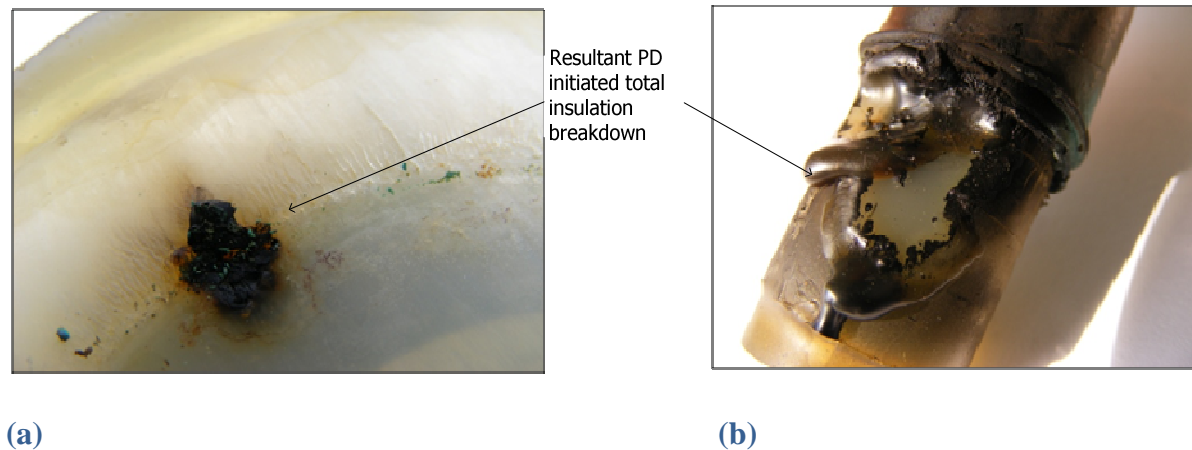 Resultant PD
initiated total
insulation
breakdown
(a)
(b)